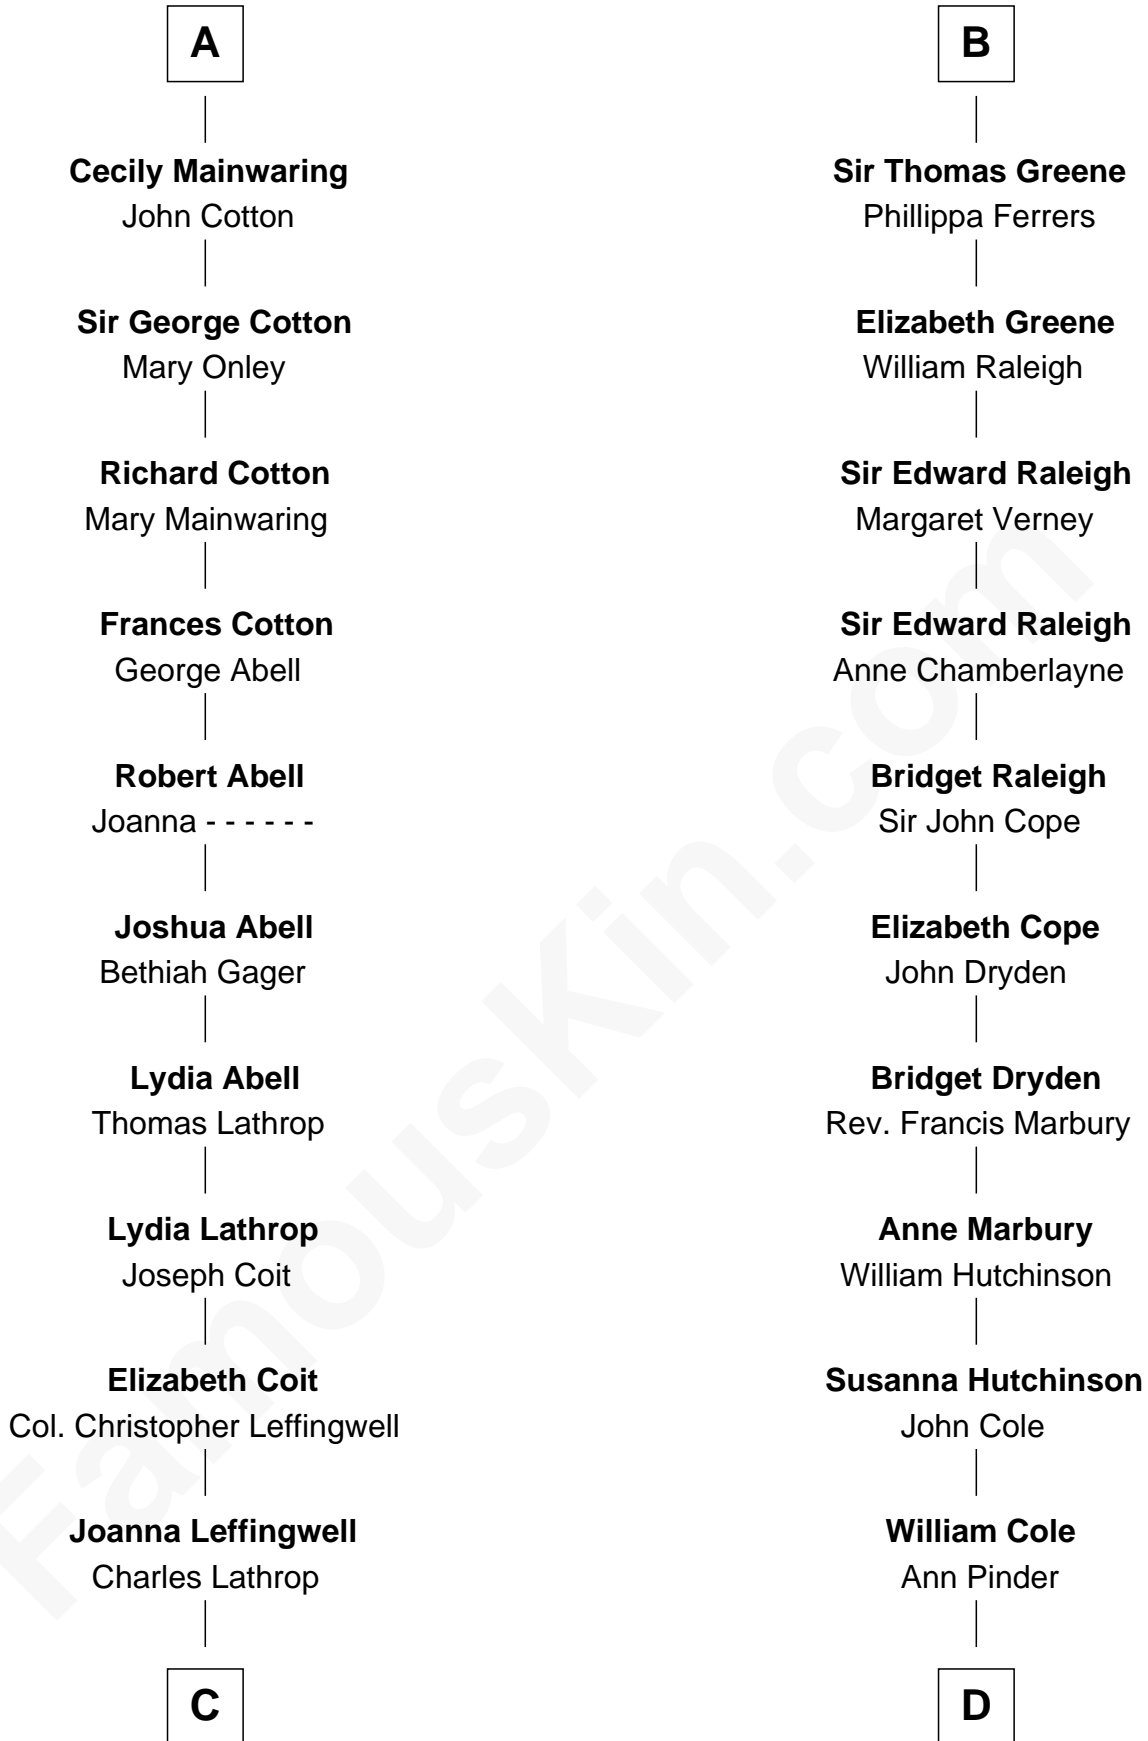 A
Cecily Mainwaring
John Cotton
Sir George Cotton
Mary Onley
Richard Cotton
Mary Mainwaring
Frances Cotton
George Abell
Robert Abell
Joanna - - - - - -
Joshua Abell
Bethiah Gager
Lydia Abell
Thomas Lathrop
Lydia Lathrop
Joseph Coit
Elizabeth Coit
Col. Christopher Leffingwell
Joanna Leffingwell
Charles Lathrop
C
B
Sir Thomas Greene
Phillippa Ferrers
Elizabeth Greene
William Raleigh
Sir Edward Raleigh
Margaret Verney
Sir Edward Raleigh
Anne Chamberlayne
Bridget Raleigh
Sir John Cope
Elizabeth Cope
John Dryden
Bridget Dryden
Rev. Francis Marbury
Anne Marbury
William Hutchinson
Susanna Hutchinson
John Cole
William Cole
Ann Pinder
D
FamousKin.com